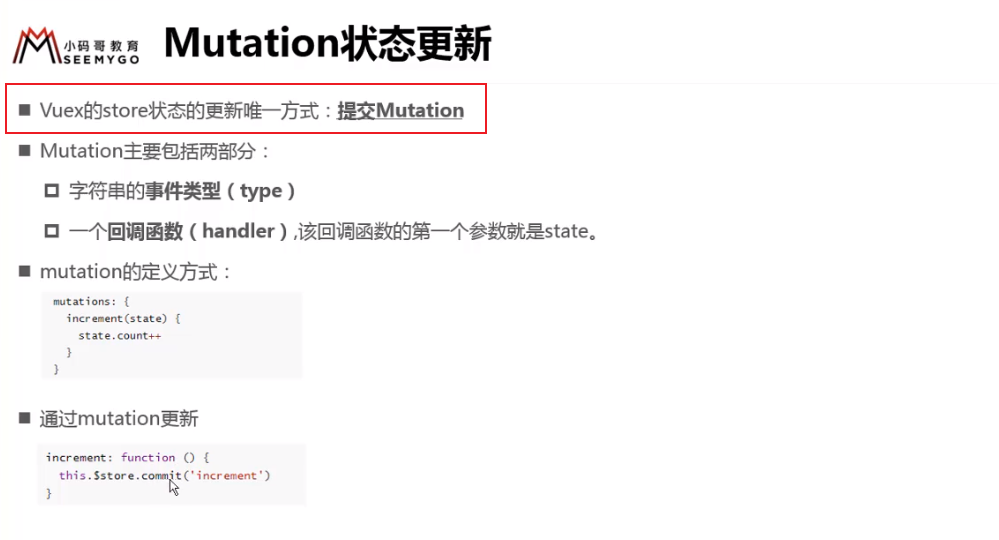 小码哥教育
SEEMYGO
Mutation状态更新
Vuex的store状态的更新唯一方式：提交Mutation
Mutation主要包括两部分：
字符串的事件类型（type）
一个回调函数（handler）,该回调函数的第一个参数就是state。
mutation的定义方式：
mutations: {
increment(state) {
state.count++
}
}
通过mutation更新
increment: function () {
this.$store.commit('increment')
}